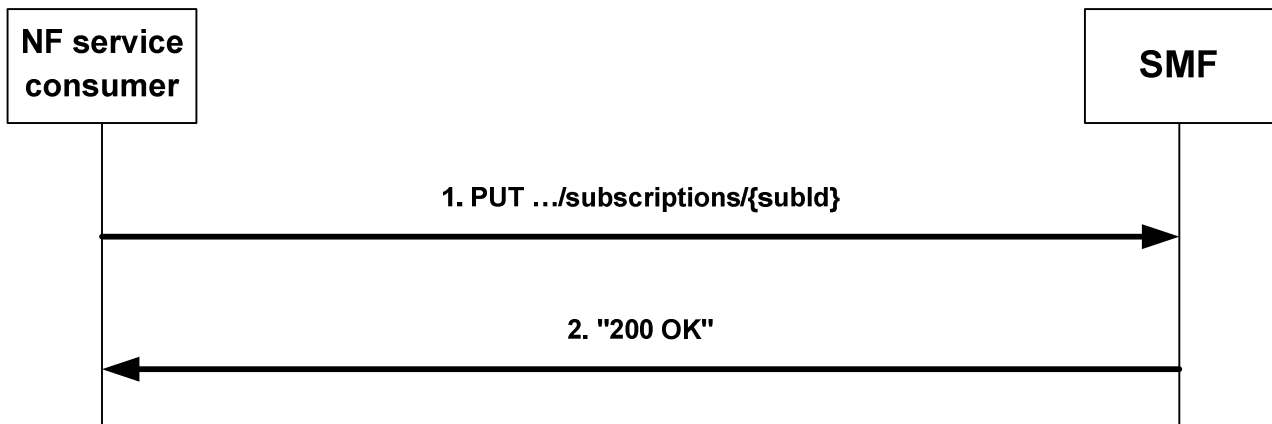 NF service
consumer
SMF
1. PUT …/subscriptions/{subId}
2. "200 OK"